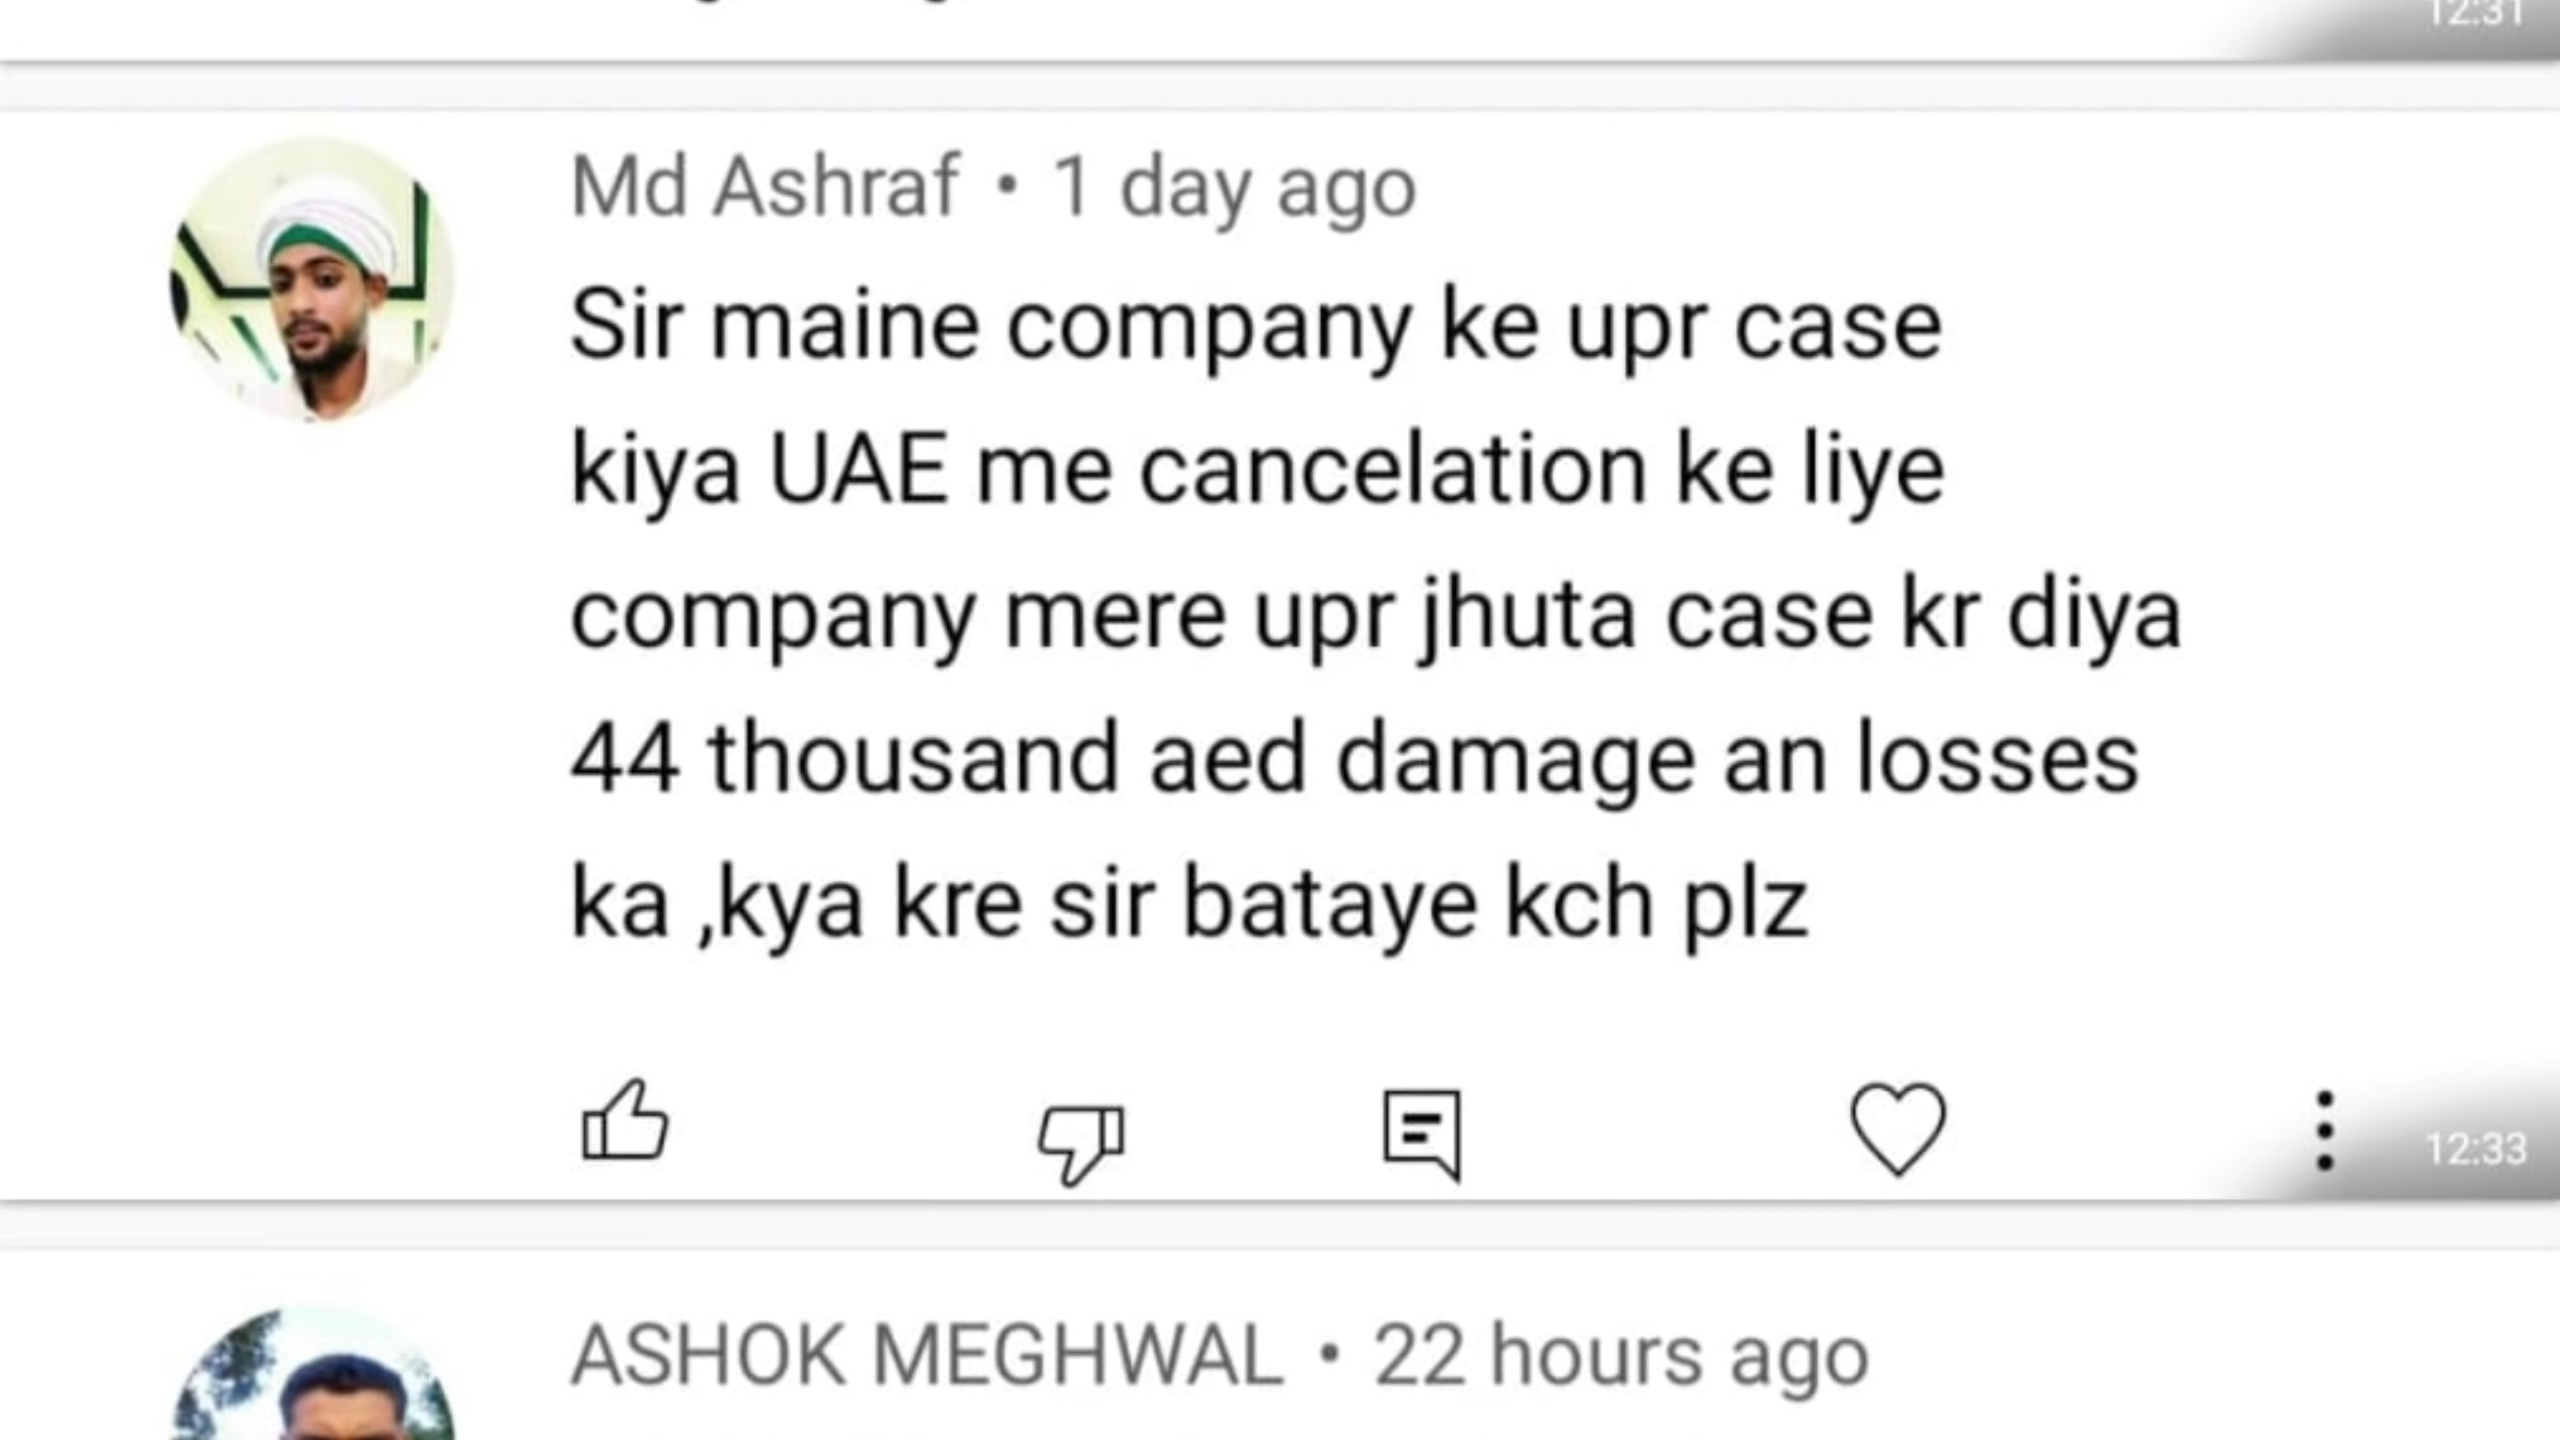 12:31
Md Ashraf • 1 day ago
Sir maine company ke upr case
kiya UAE me cancelation ke liye
company mere upr jhuta case kr diya
44 thousand aed damage an losses
ka ,kya kre sir bataye kch plz
12:33
ASHOK MEGHWAL • 22 hours ago